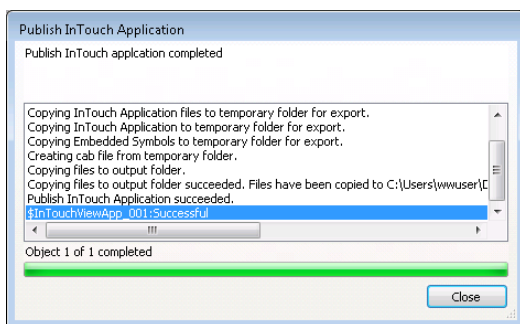 Publish InTouch Application
Publish InTouch applcation completed
Copying InTouch Application files to temporary folder for export.
Copying InTouch Application to temporary folder for export.
Copying Embedded Symbols to temporary folder for export.
Creating cab file from temporary folder.
Copying files to output folder.
Copying files to output folder succeeded. Files have been copied to C:\Users\wwuser\D
Publish InTouch Application succeeded.
$InTouchViewApp_001:Successful
Object 1 of 1 completed
Close